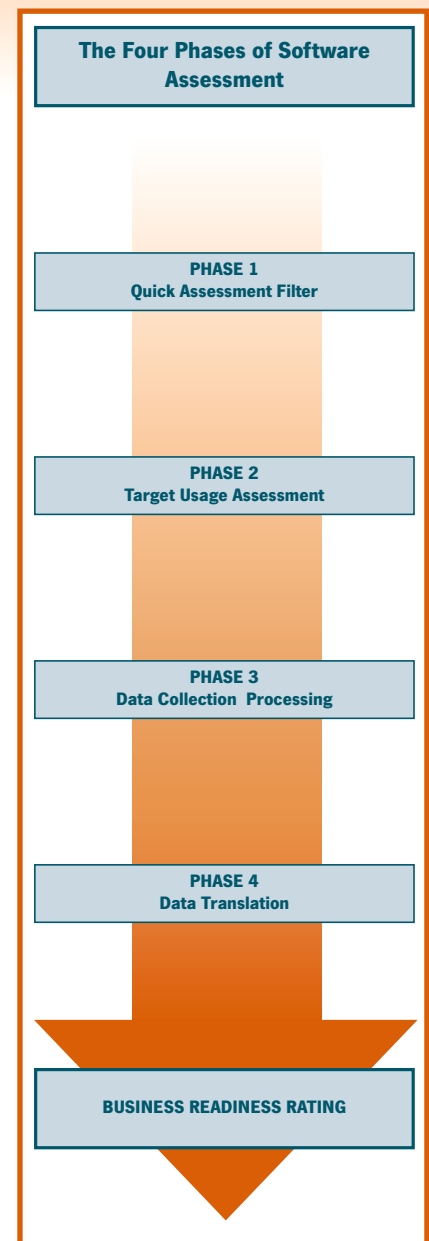 The Four Phases of Software
Assessment
PHASE 1
Quick Assessment Filter
PHASE 2
Target Usage Assessment
PHASE 3
Data Collection  Processing
PHASE 4
Data Translation
BUSINESS READINESS RATING